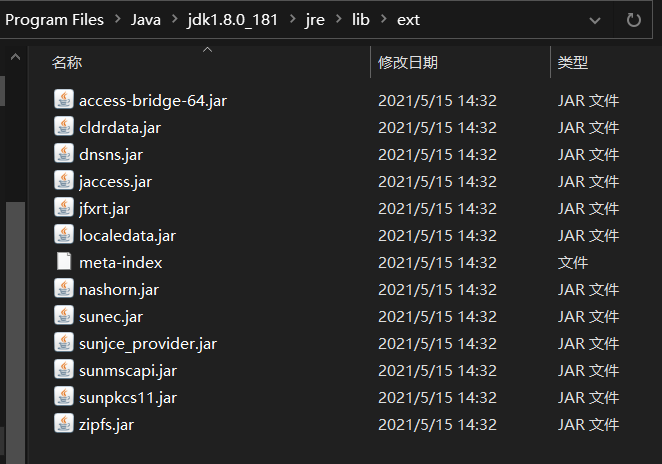 Program Files > Java > jdk1.8.0_181 > jre > lib > ext
名称 修改日期 类型
access-bridge-64.jar 2021/5/15 14:32 JAR 文件
cldrdata.jar 2021/5/15 14:32 JAR 文件
dnsns.jar 2021/5/15 14:32 JAR 文件
jaccess.jar 2021/5/15 14:32 JAR 文件
jfxrt.jar 2021/5/15 14:32 JAR 文件
localedata.jar 2021/5/15 14:32 JAR 文件
meta-index 2021/5/15 14:32 文件
nashorn.jar 2021/5/15 14:32 JAR 文件
sunec.jar 2021/5/15 14:32 JAR 文件
sunjce_provider.jar 2021/5/15 14:32 JAR 文件
sunmscapi.jar 2021/5/15 14:32 JAR 文件
sunpkcs11.jar 2021/5/15 14:32 JAR 文件
zipfs.jar 2021/5/15 14:32 JAR 文件